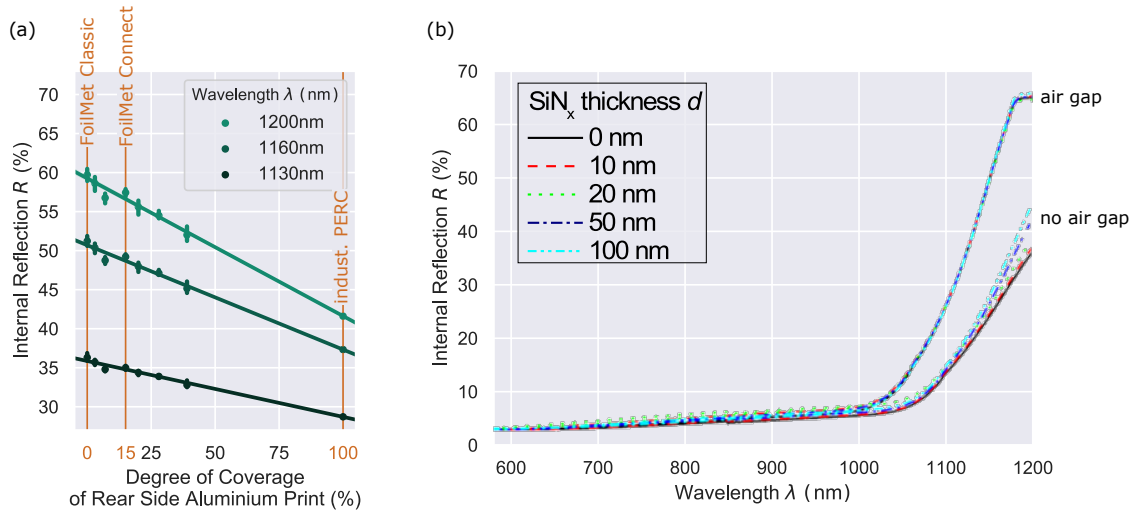 (a)
FoilMet Classic
FoilMet Connect
indust. PERC
Wavelength λ (nm)
1200nm
1160nm
1130nm
Internal Reflection R (%)
70
65
60
55
50
45
40
35
30
0
15
25
50
75
100
Degree of Coverage
of Rear Side Aluminium Print (%)
(b)
SiNx thickness d
0 nm
10 nm
20 nm
50 nm
100 nm
air gap
no air gap
Internal Reflection R (%)
70
60
50
40
30
20
10
0
600
700
800
900
1000
1100
1200
Wavelength λ (nm)